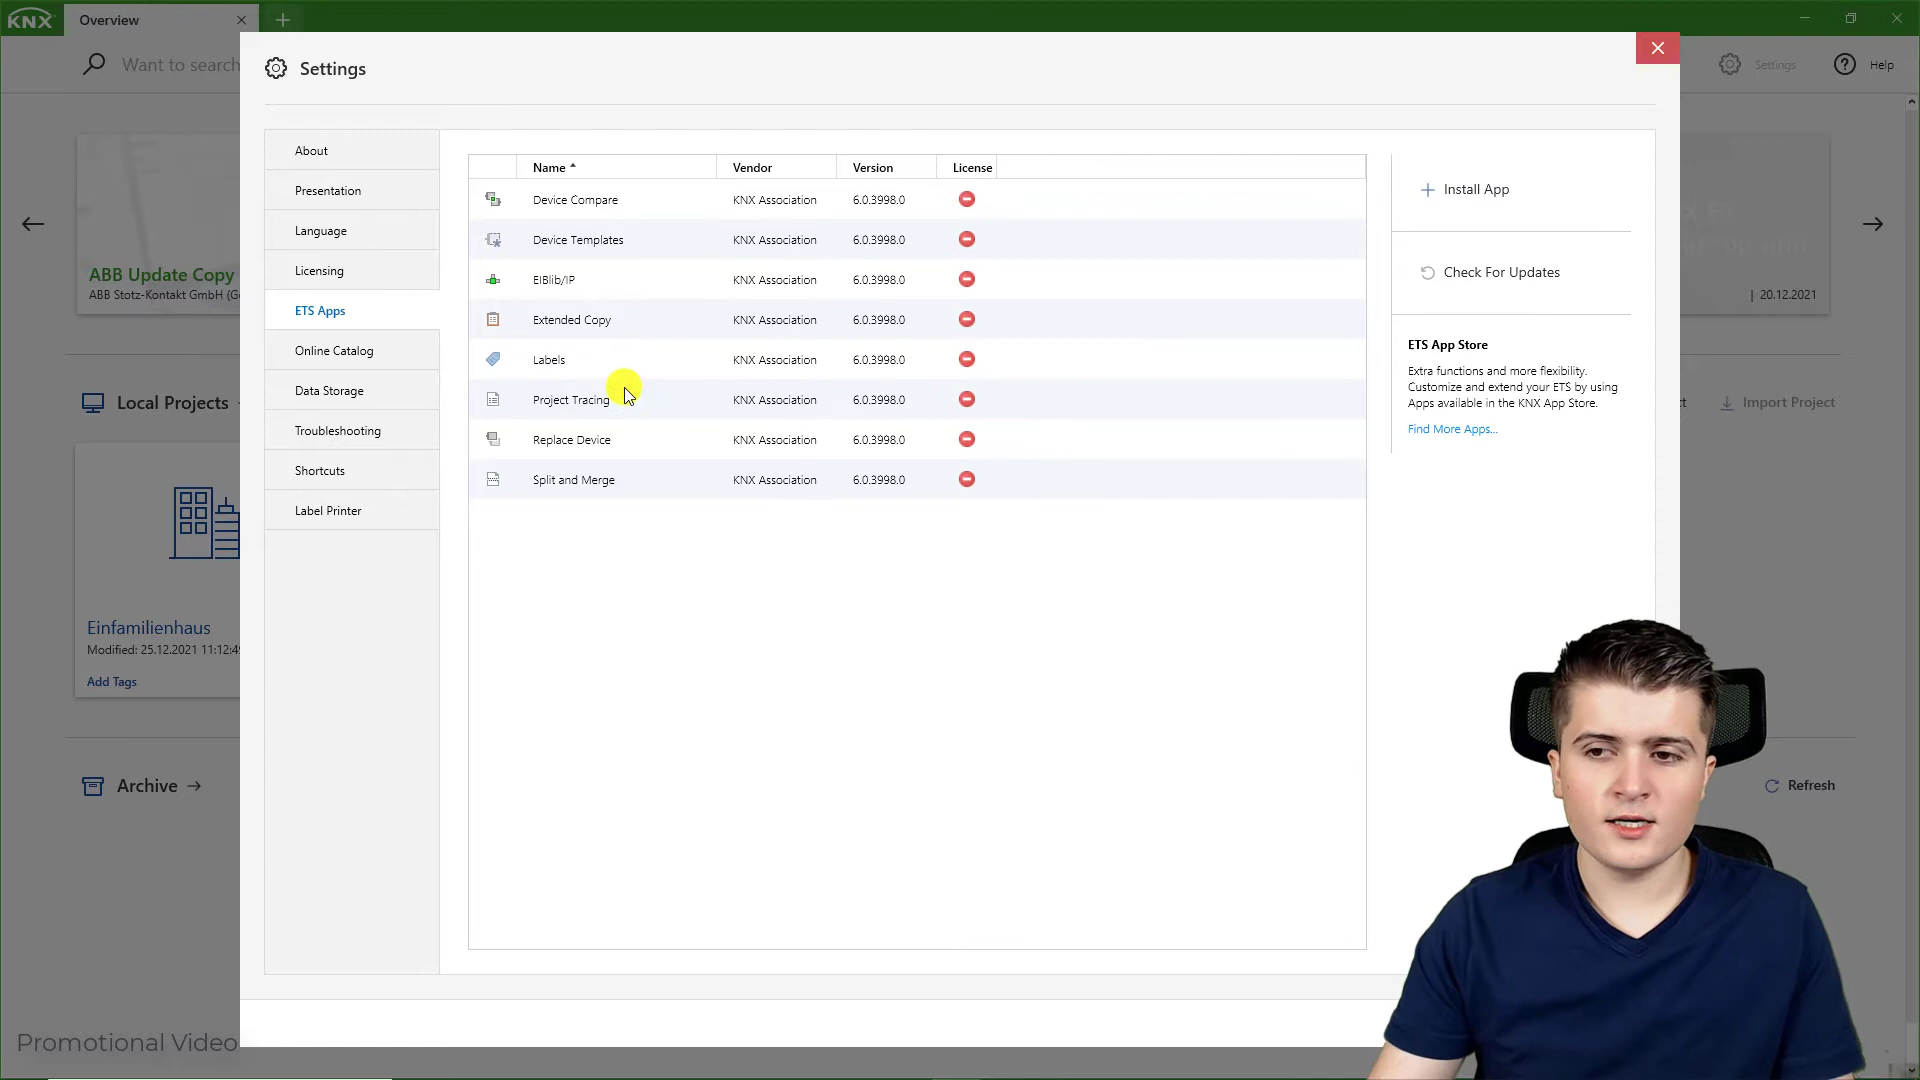 KNX
Overview
Want to search
Settings
Settings
Help
About
Presentation
Language
Licensing
ETS Apps
Online Catalog
Data Storage
Troubleshooting
Shortcuts
Label Printer
Name Vendor Version License
Device Compare KNX Association 6.0.3998.0
Device Templates KNX Association 6.0.3998.0
EIBlib/IP KNX Association 6.0.3998.0
Extended Copy KNX Association 6.0.3998.0
Labels KNX Association 6.0.3998.0
Project Tracing KNX Association 6.0.3998.0
Replace Device KNX Association 6.0.3998.0
Split and Merge KNX Association 6.0.3998.0
Install App
Check For Updates
ETS App Store
Extra functions and more flexibility.
Customize and extend your ETS by using
Apps available in the KNX App Store.
Find More Apps...
ABB Update Copy
ABB Stotz-Kontakt GmbH (G
| 20.12.2021
Local Projects
Import Project
Einfamilienhaus
Modified: 25.12.2021 11:12:49
Add Tags
Archive
Refresh
Promotional Video